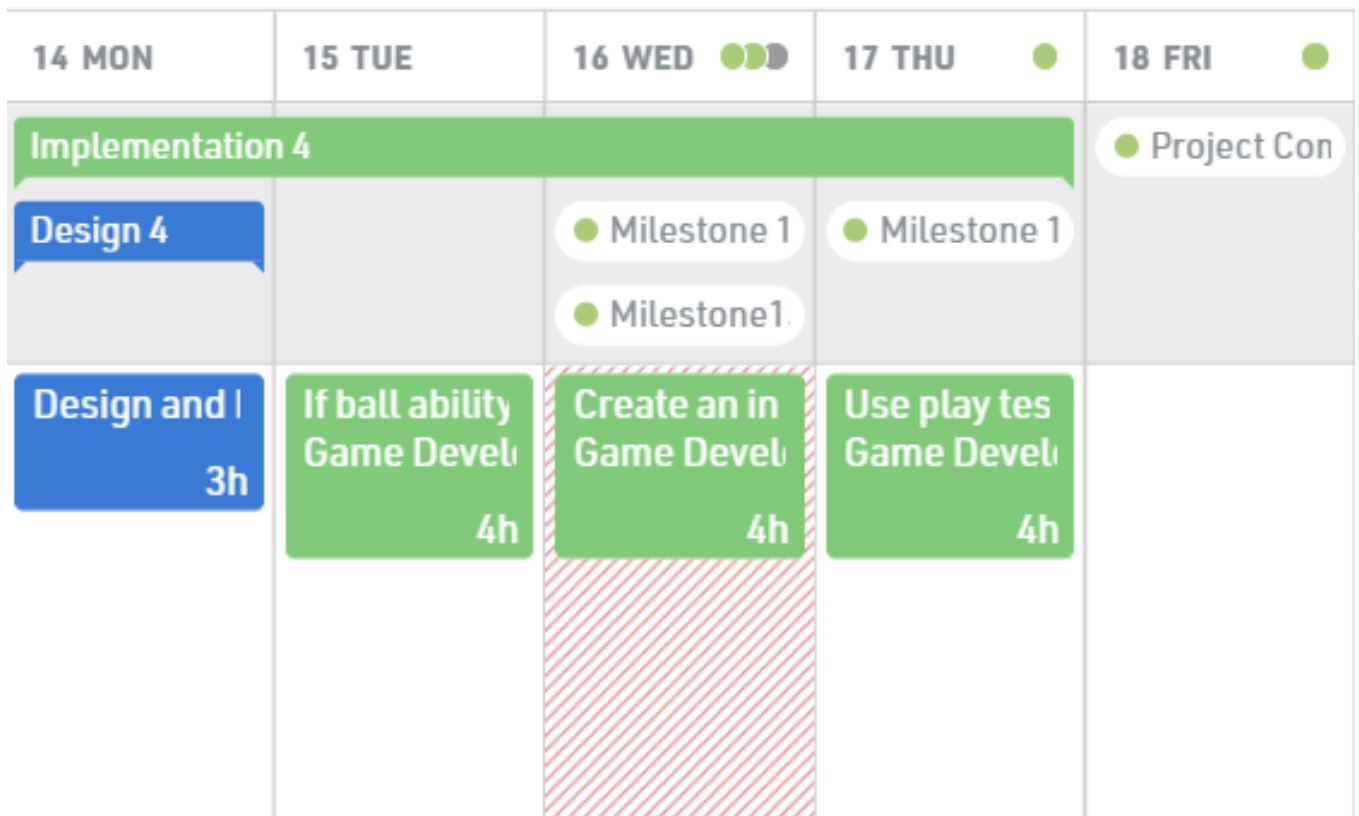 14 MON
15 TUE
16 WED
17 THU
18 FRI
Implementation 4
Project Con
Design 4
Milestone 1
Milestone 1
Milestone1
Design and
3h
If ball ability
Game Devel
4h
Create an in
Game Devel
4h
Use play tes
Game Devel
4h